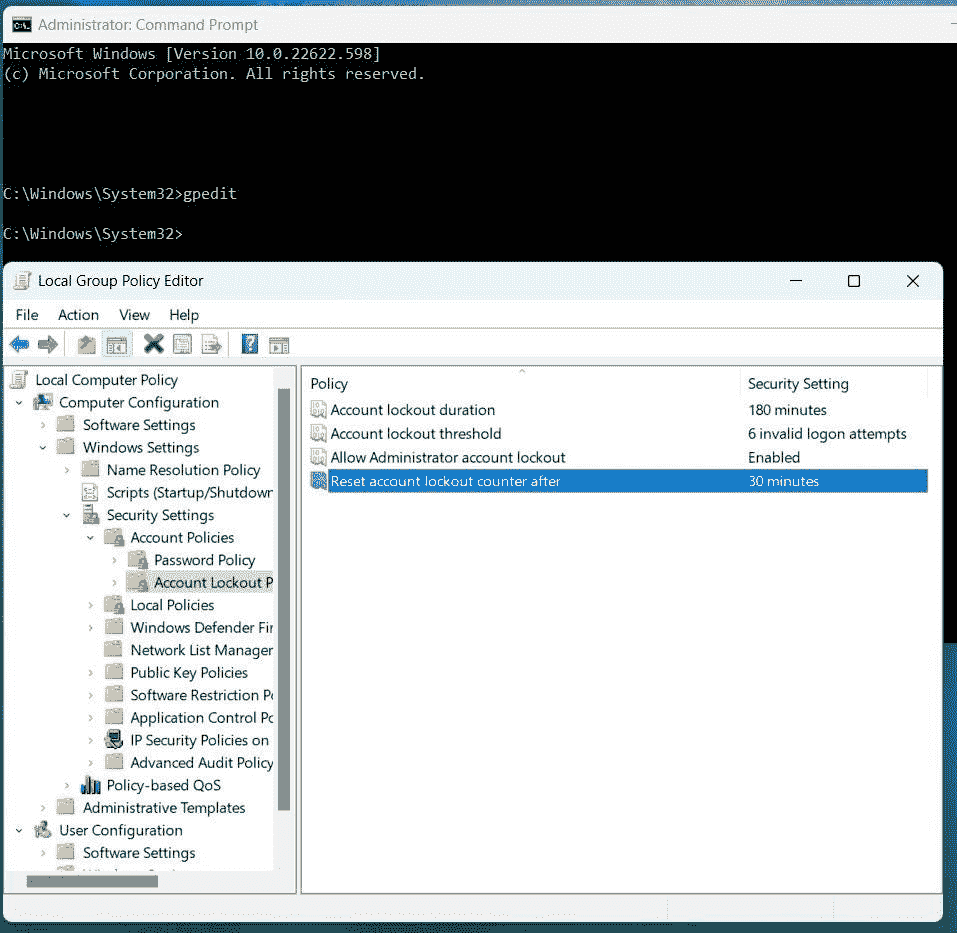 Administrator: Command Prompt
Microsoft Windows [Version 10.0.22622.598]
(c) Microsoft Corporation. All rights reserved.
C:\Windows\System32>gpedit
C:\Windows\System32>
Local Group Policy Editor
File Action View Help
Local Computer Policy
Computer Configuration
Software Settings
Windows Settings
Name Resolution Policy
Scripts (Startup/Shutdown
Security Settings
Account Policies
Password Policy
Account Lockout P
Local Policies
Windows Defender Fir
Network List Manager
Public Key Policies
Software Restriction Po
Application Control Po
IP Security Policies on
Advanced Audit Policy
Policy-based QoS
Administrative Templates
User Configuration
Software Settings
Policy Security Setting
Account lockout duration 180 minutes
Account lockout threshold 6 invalid logon attempts
Allow Administrator account lockout Enabled
Reset account lockout counter after 30 minutes